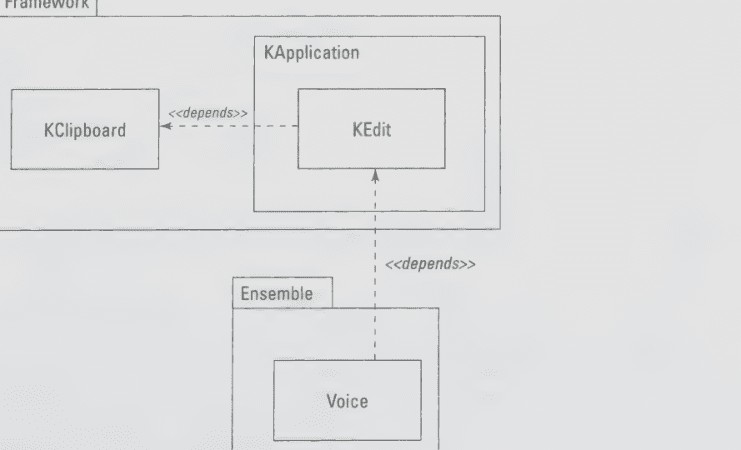 Framework
KApplication
<<depends>>
KClipboard
KEdit
<<depends>>
Ensemble
Voice